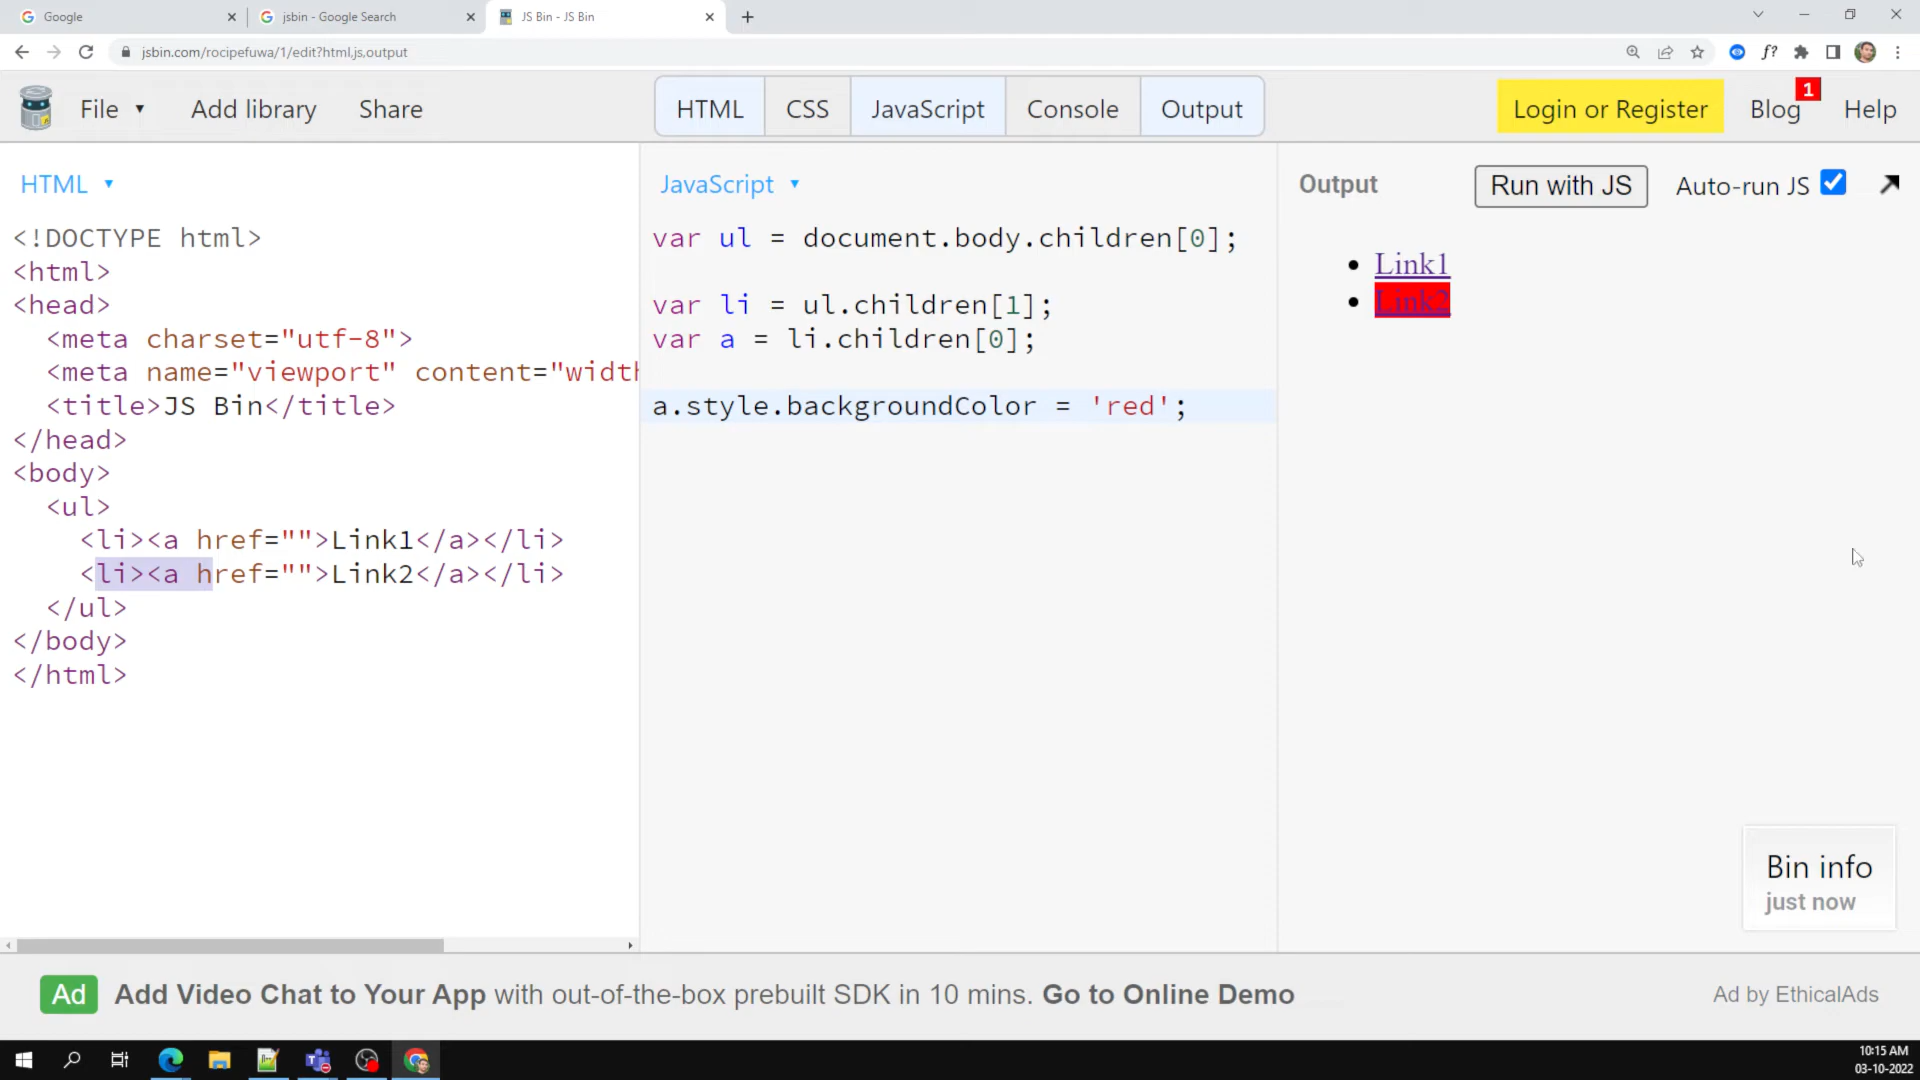 Google
jsbin - Google Search
JS Bin - JS Bin
jsbin.com/rocipefuwa/1/edit?html,js,output
f?
File
Add library
Share
HTML
CSS
JavaScript
Console
Output
Login or Register
Blog
1
Help
HTML
<!DOCTYPE html>
<html>
<head>
<meta charset="utf-8">
<meta name="viewport" content="width
<title>JS Bin</title>
</head>
<body>
<ul>
<li><a href="">Link1</a></li>
<li><a href="">Link2</a></li>
</ul>
</body>
</html>
JavaScript
var ul = document.body.children[0];
var li = ul.children[1];
var a = li.children[0];
a.style.backgroundColor = 'red';
Output
Run with JS
Auto-run JS
Link1
Link2
Bin info
just now
Ad
Add Video Chat to Your App with out-of-the-box prebuilt SDK in 10 mins. Go to Online Demo
Ad by EthicalAds
10:15 AM
03-10-2022